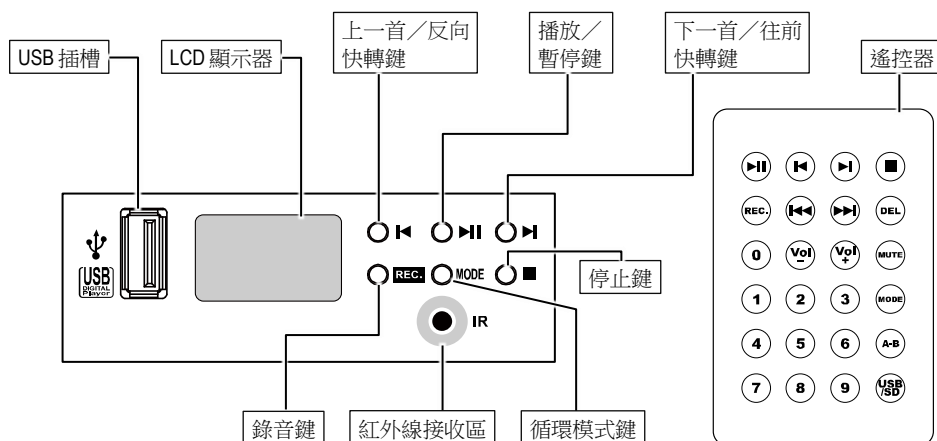 USB 插槽
LCD 顯示器
上一首／反向
快轉鍵
播放／
暫停鍵
下一首／往前
快轉鍵
遙控器
USB
DIGITAL
Player
REC.
MODE
IR
停止鍵
錄音鍵
紅外線接收區
循環模式鍵
REC.
DEL
0
Vol
-
Vol
+
MUTE
1
2
3
MODE
4
5
6
A-B
7
8
9
USB
/SD